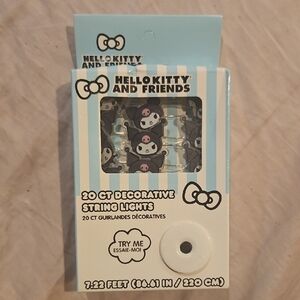 HELLO KITTY
AND FRIENDS
HELLO KITTY
AND FRIENDS
20 CT DECORATIVE
STRING LIGHTS
20 CT GUIRLANDES DÉCORATIVES
TRY ME
ESSAIE-MOI
7.22 FEET (86.61 IN / 220 CM)